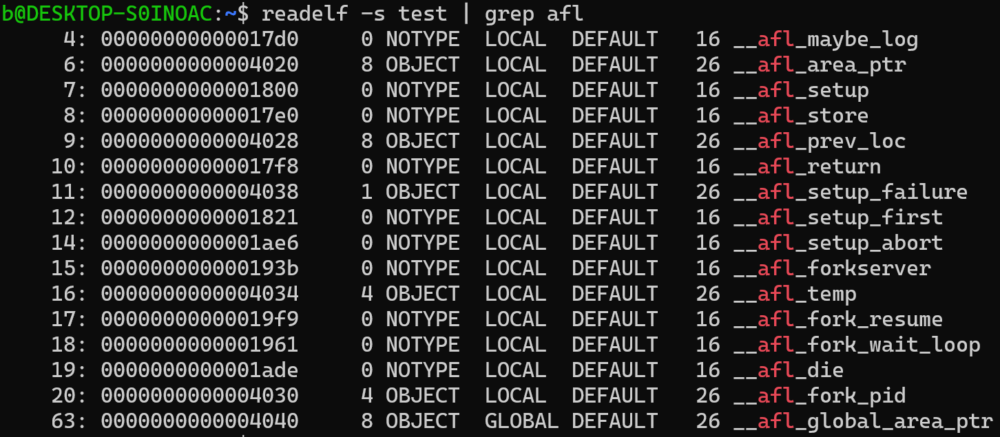 b@DESKTOP-S0INOAC:~$ readelf -s test | grep afl
4: 00000000000017d0 0 NOTYPE LOCAL DEFAULT 16 __afl_maybe_log
6: 0000000000004020 8 OBJECT LOCAL DEFAULT 26 __afl_area_ptr
7: 0000000000001800 0 NOTYPE LOCAL DEFAULT 16 __afl_setup
8: 00000000000017e0 0 NOTYPE LOCAL DEFAULT 16 __afl_store
9: 0000000000004028 8 OBJECT LOCAL DEFAULT 26 __afl_prev_loc
10: 00000000000017f8 0 NOTYPE LOCAL DEFAULT 16 __afl_return
11: 0000000000004038 1 OBJECT LOCAL DEFAULT 26 __afl_setup_failure
12: 0000000000001821 0 NOTYPE LOCAL DEFAULT 16 __afl_setup_first
14: 0000000000001ae6 0 NOTYPE LOCAL DEFAULT 16 __afl_setup_abort
15: 000000000000193b 0 NOTYPE LOCAL DEFAULT 16 __afl_forkserver
16: 0000000000004034 4 OBJECT LOCAL DEFAULT 26 __afl_temp
17: 00000000000019f9 0 NOTYPE LOCAL DEFAULT 16 __afl_fork_resume
18: 0000000000001961 0 NOTYPE LOCAL DEFAULT 16 __afl_fork_wait_loop
19: 0000000000001ade 0 NOTYPE LOCAL DEFAULT 16 __afl_die
20: 0000000000004030 4 OBJECT LOCAL DEFAULT 26 __afl_fork_pid
63: 0000000000004040 8 OBJECT GLOBAL DEFAULT 26 __afl_global_area_ptr